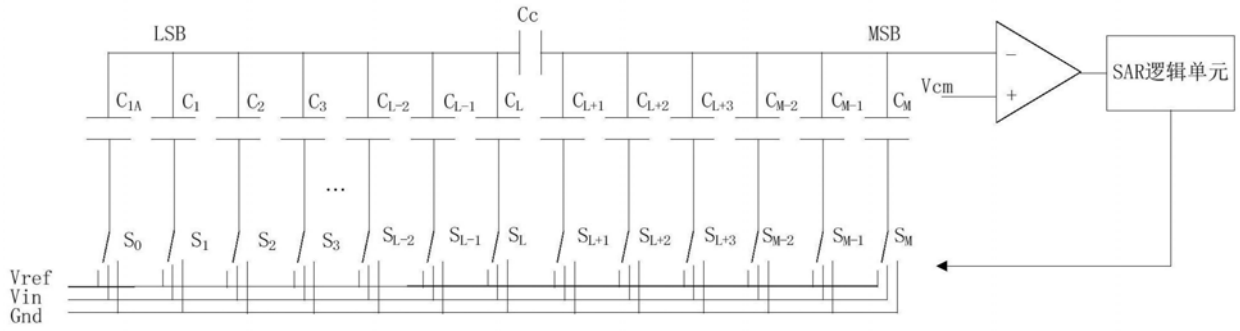 Cc
LSB MSB
C1A C1 C2 C3 CL-2 CL-1 CL CL+1 CL+2 CL+3 CM-2 CM-1 CM
Vcm
−
+
SAR逻辑单元
...
S0 S1 S2 S3 SL-2 SL-1 SL SL+1 SL+2 SL+3 SM-2 SM-1 SM
Vref
Vin
Gnd